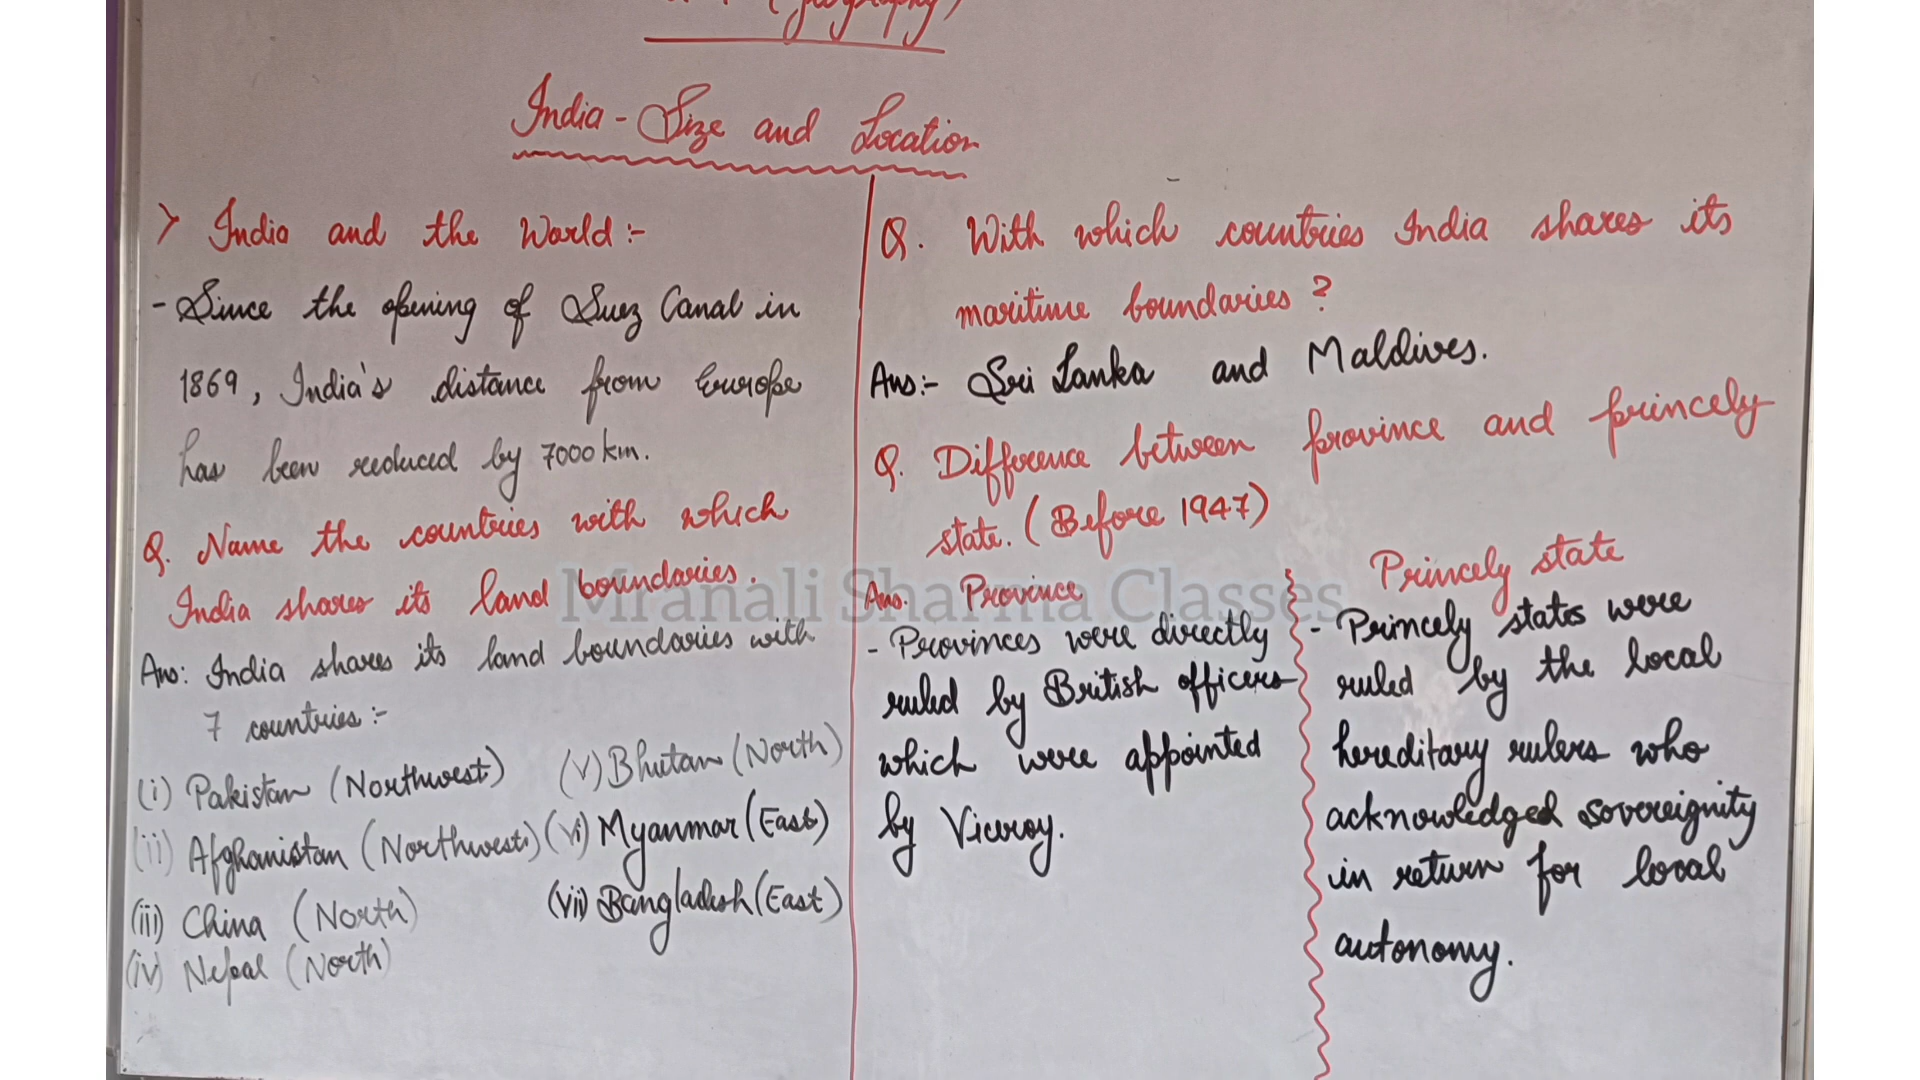 (Geography)
India - Size and Location
> India and the World :-
- Since the opening of Suez Canal in
1869, India's distance from Europe
has been reduced by 7000 km.
Q. Name the countries with which
India shares its land boundaries.
Ans: India shares its land boundaries with
7 countries :-
(i) Pakistan (Northwest)
(ii) Afghanistan (Northwest)
(iii) China (North)
(iv) Nepal (North)
(v) Bhutan (North)
(vi) Myanmar (East)
(vii) Bangladesh (East)
Q. With which countries India shares its
maritime boundaries ?
Ans:- Sri Lanka and Maldives.
Q. Difference between province and princely
state. (Before 1947)
Ans. Province
- Provinces were directly
ruled by British officers
which were appointed
by Viceroy.
Princely state
- Princely states were
ruled by the local
hereditary rulers who
acknowledged sovereignity
in return for local
autonomy.
Mranali Sharma Classes